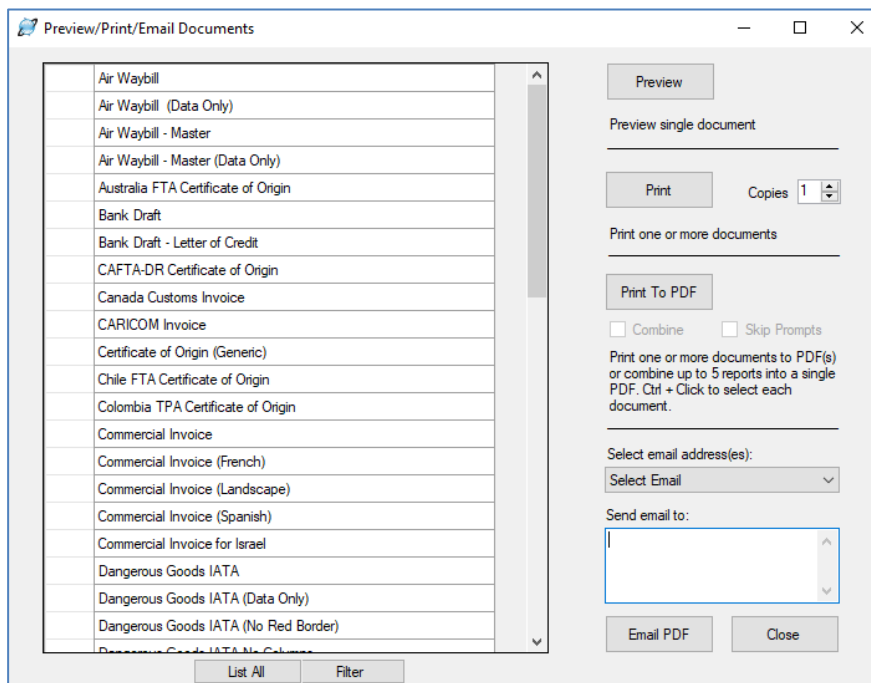 Preview/Print/Email Documents
Air Waybill
Air Waybill (Data Only)
Air Waybill - Master
Air Waybill - Master (Data Only)
Australia FTA Certificate of Origin
Bank Draft
Bank Draft - Letter of Credit
CAFTA-DR Certificate of Origin
Canada Customs Invoice
CARICOM Invoice
Certificate of Origin (Generic)
Chile FTA Certificate of Origin
Colombia TPA Certificate of Origin
Commercial Invoice
Commercial Invoice (French)
Commercial Invoice (Landscape)
Commercial Invoice (Spanish)
Commercial Invoice for Israel
Dangerous Goods IATA
Dangerous Goods IATA (Data Only)
Dangerous Goods IATA (No Red Border)
Dangerous Goods IATA No Columns
List All Filter
Preview
Preview single document
Print Copies 1
Print one or more documents
Print To PDF
Combine Skip Prompts
Print one or more documents to PDF(s)
or combine up to 5 reports into a single
PDF. Ctrl + Click to select each
document.
Select email address(es):
Select Email
Send email to:
Email PDF Close